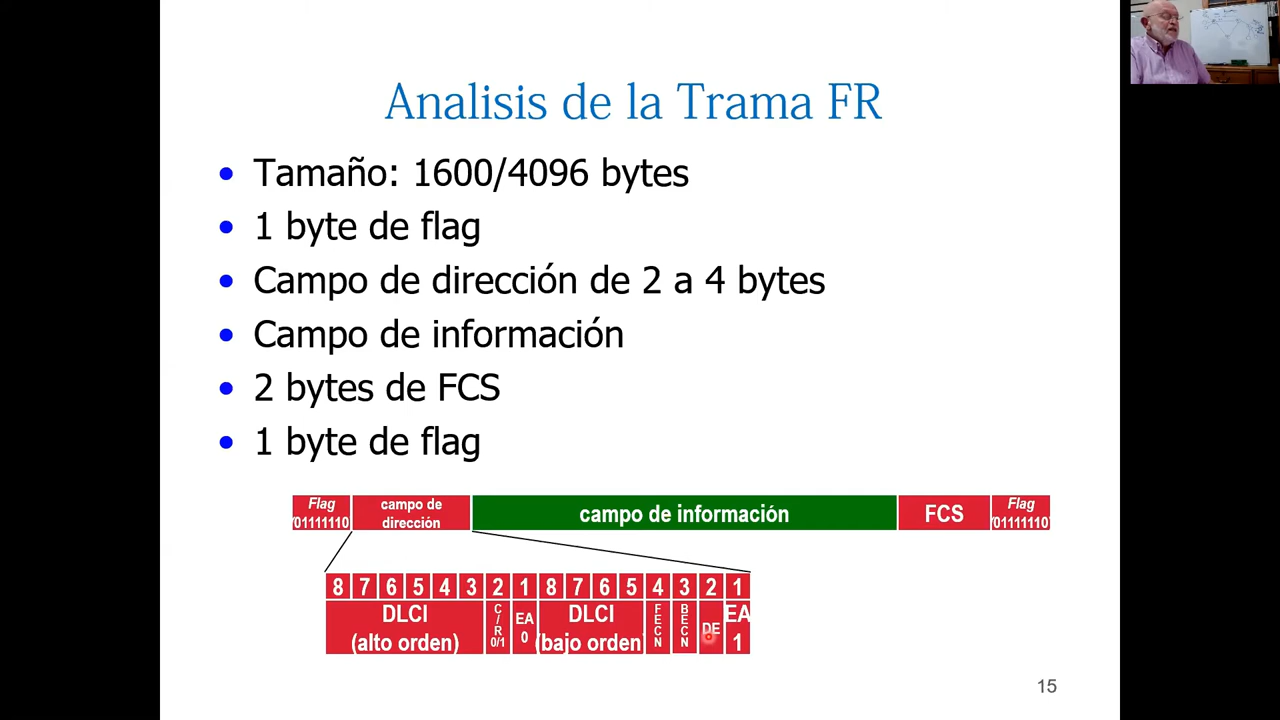 Analisis de la Trama FR
• Tamaño: 1600/4096 bytes
• 1 byte de flag
• Campo de dirección de 2 a 4 bytes
• Campo de información
• 2 bytes de FCS
• 1 byte de flag
Flag campo de dirección campo de información FCS Flag
'01111110 '01111110'
8 7 6 5 4 3 2 1 8 7 6 5 4 3 2 1
DLCI (alto orden) C/R 0/1 EA 0 DLCI (bajo orden) FECN BECN DE EA 1
15